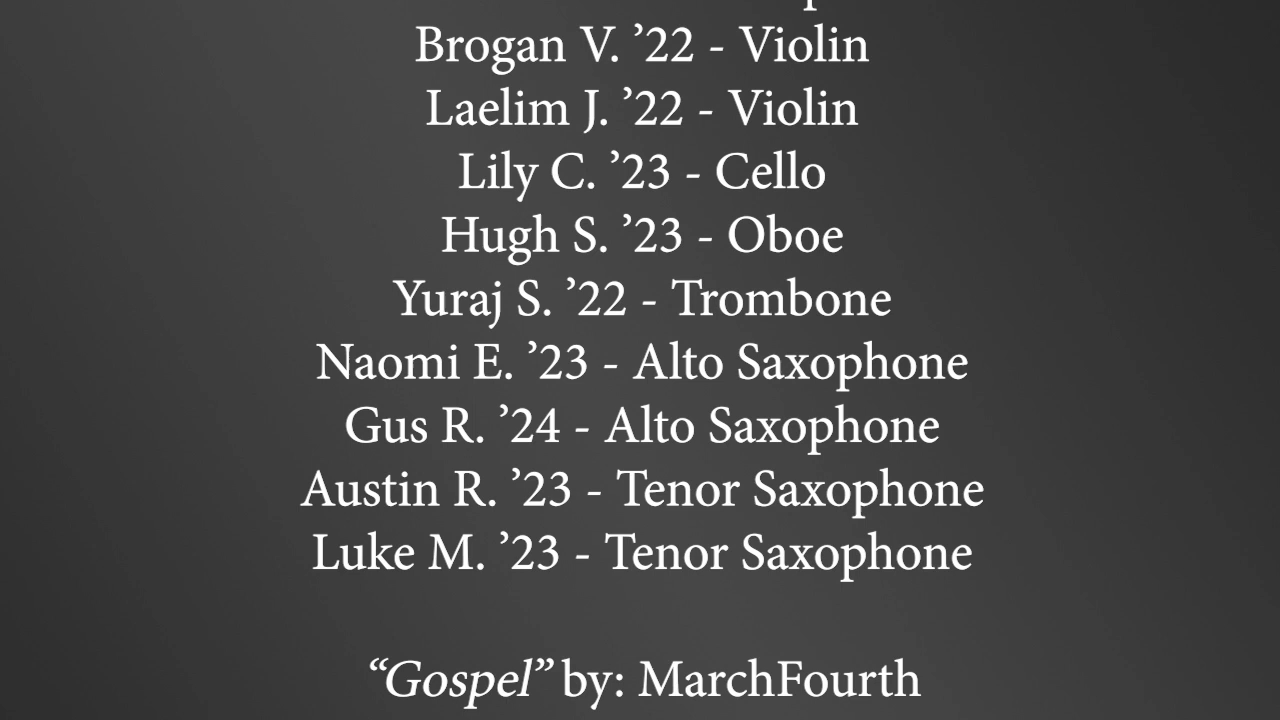 Brogan V. ’22 - Violin
Laelim J. ’22 - Violin
Lily C. ’23 - Cello
Hugh S. ’23 - Oboe
Yuraj S. ’22 - Trombone
Naomi E. ’23 - Alto Saxophone
Gus R. ’24 - Alto Saxophone
Austin R. ’23 - Tenor Saxophone
Luke M. ’23 - Tenor Saxophone
“Gospel” by: MarchFourth